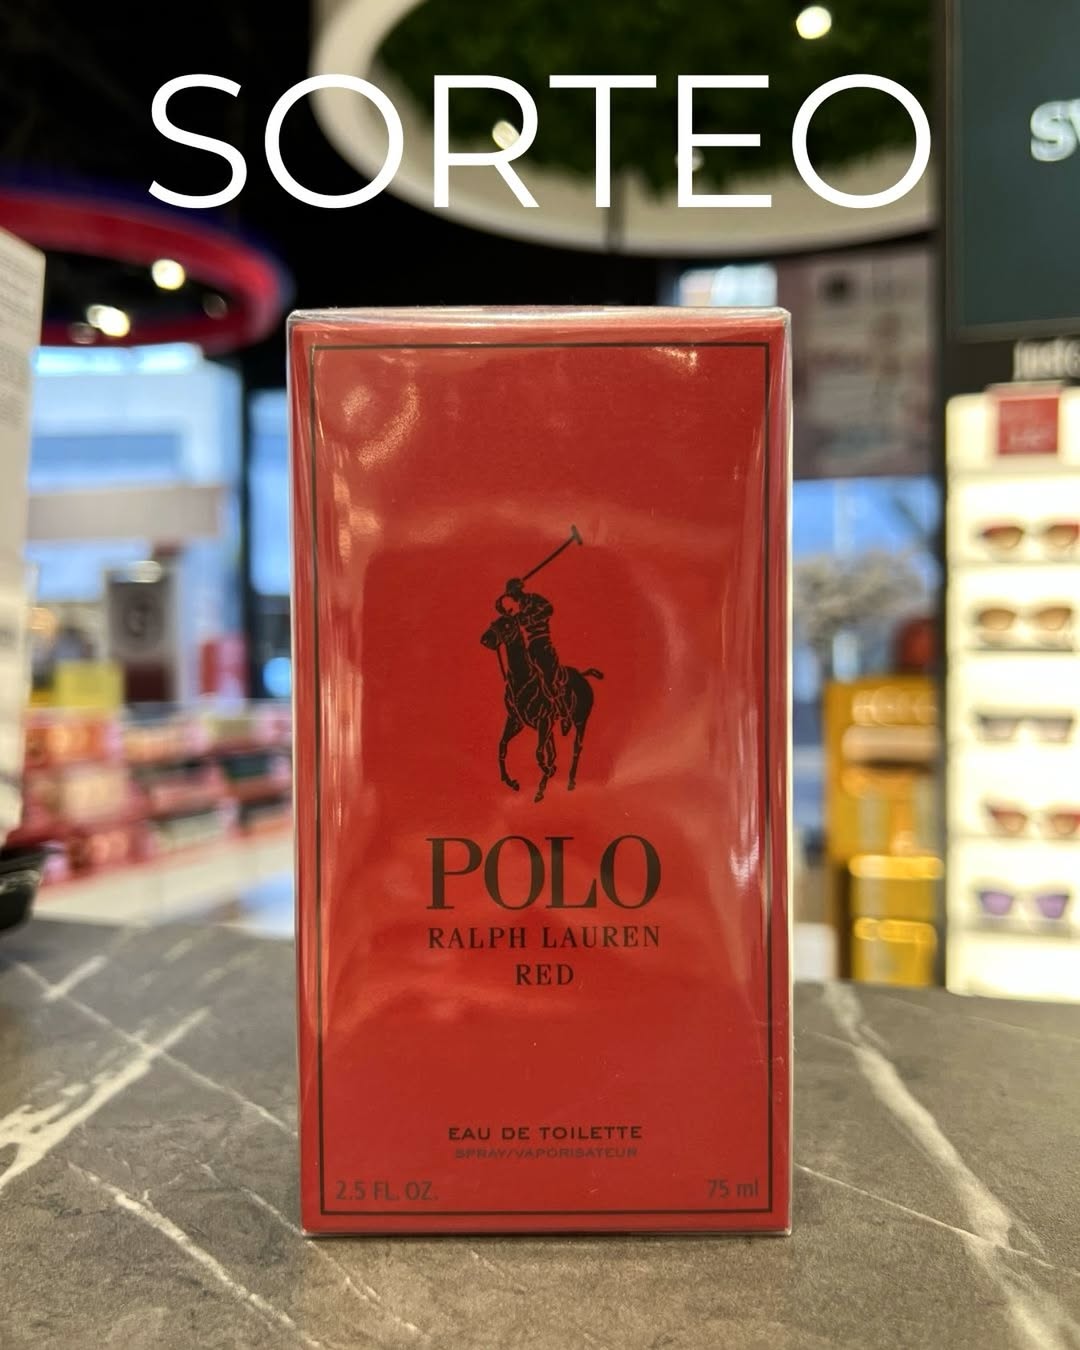 SORTEO
POLO
RALPH LAUREN
RED
EAU DE TOILETTE
SPRAY/VAPORISATEUR
2.5 FL. OZ. 75 ml